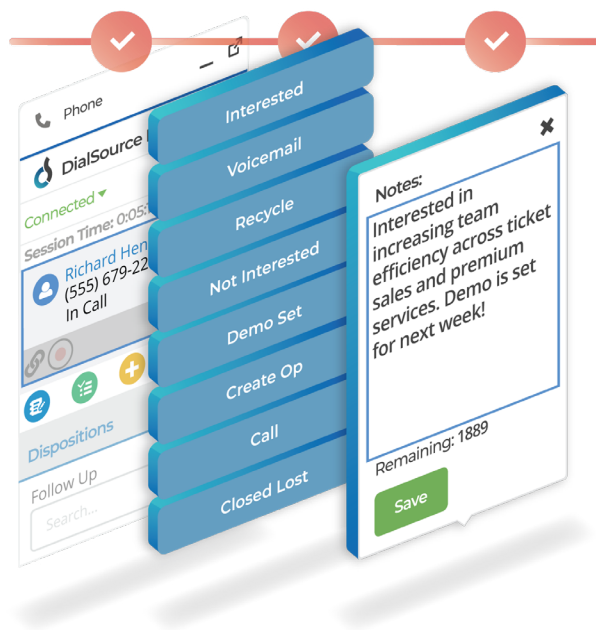 Phone
DialSource
Connected
Session Time: 0:05:
Richard Hen
(555) 679-22
In Call
Dispositions
Follow Up
Search...
Interested
Voicemail
Recycle
Not Interested
Demo Set
Create Op
Call
Closed Lost
Notes:
Interested in
increasing team
efficiency across ticket
sales and premium
services. Demo is set
for next week!
Remaining: 1889
Save